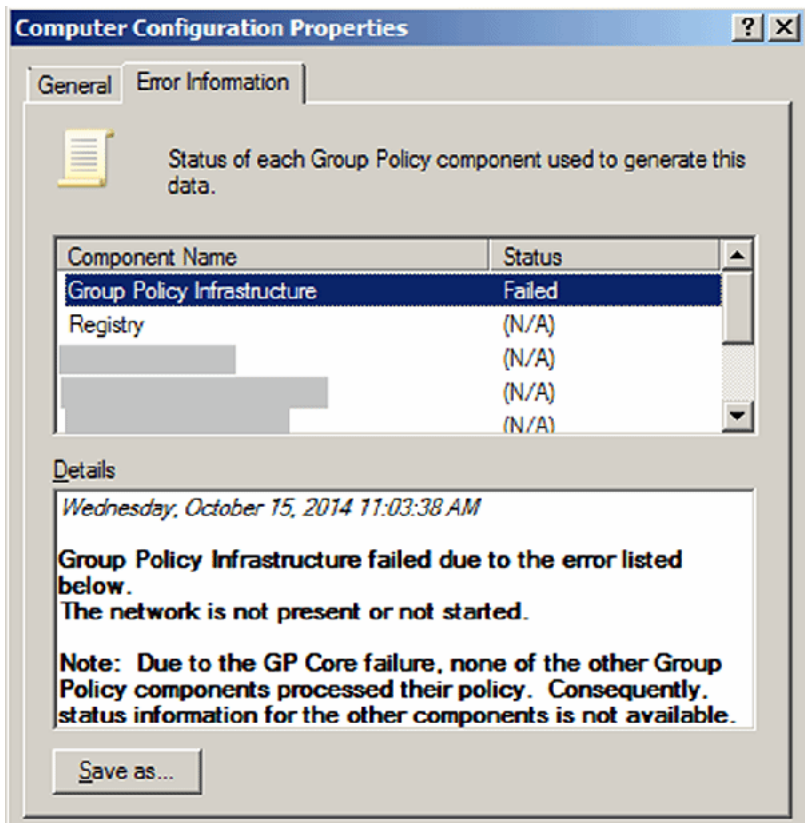 Computer Configuration Properties
General
Error Information
Status of each Group Policy component used to generate this
data.
Component Name Status
Group Policy Infrastructure Failed
Registry (N/A)
(N/A)
(N/A)
(N/A)
Details
Wednesday, October 15, 2014 11:03:38 AM
Group Policy Infrastructure failed due to the error listed
below.
The network is not present or not started.
Note: Due to the GP Core failure, none of the other Group
Policy components processed their policy. Consequently,
status information for the other components is not available.
Save as...